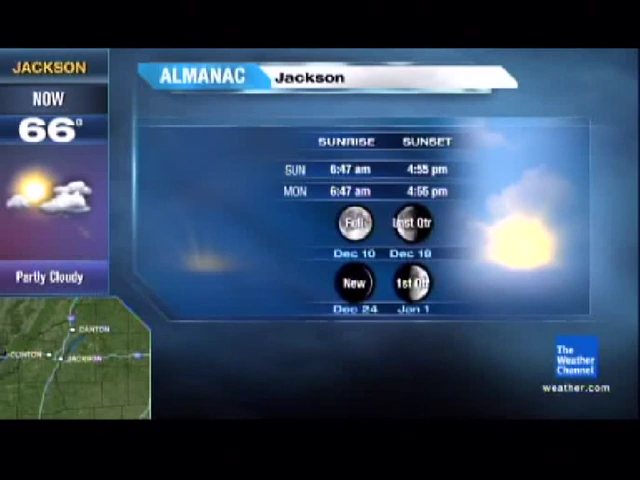 JACKSON
NOW
66°
Partly Cloudy
CANTON
CLINTON
JACKSON
ALMANAC Jackson
SUNRISE SUNSET
SUN 6:47 am 4:55 pm
MON 6:47 am 4:55 pm
Full Last Qtr
Dec 10 Dec 18
New 1st Qtr
Dec 24 Jan 1
The
Weather
Channel
weather.com